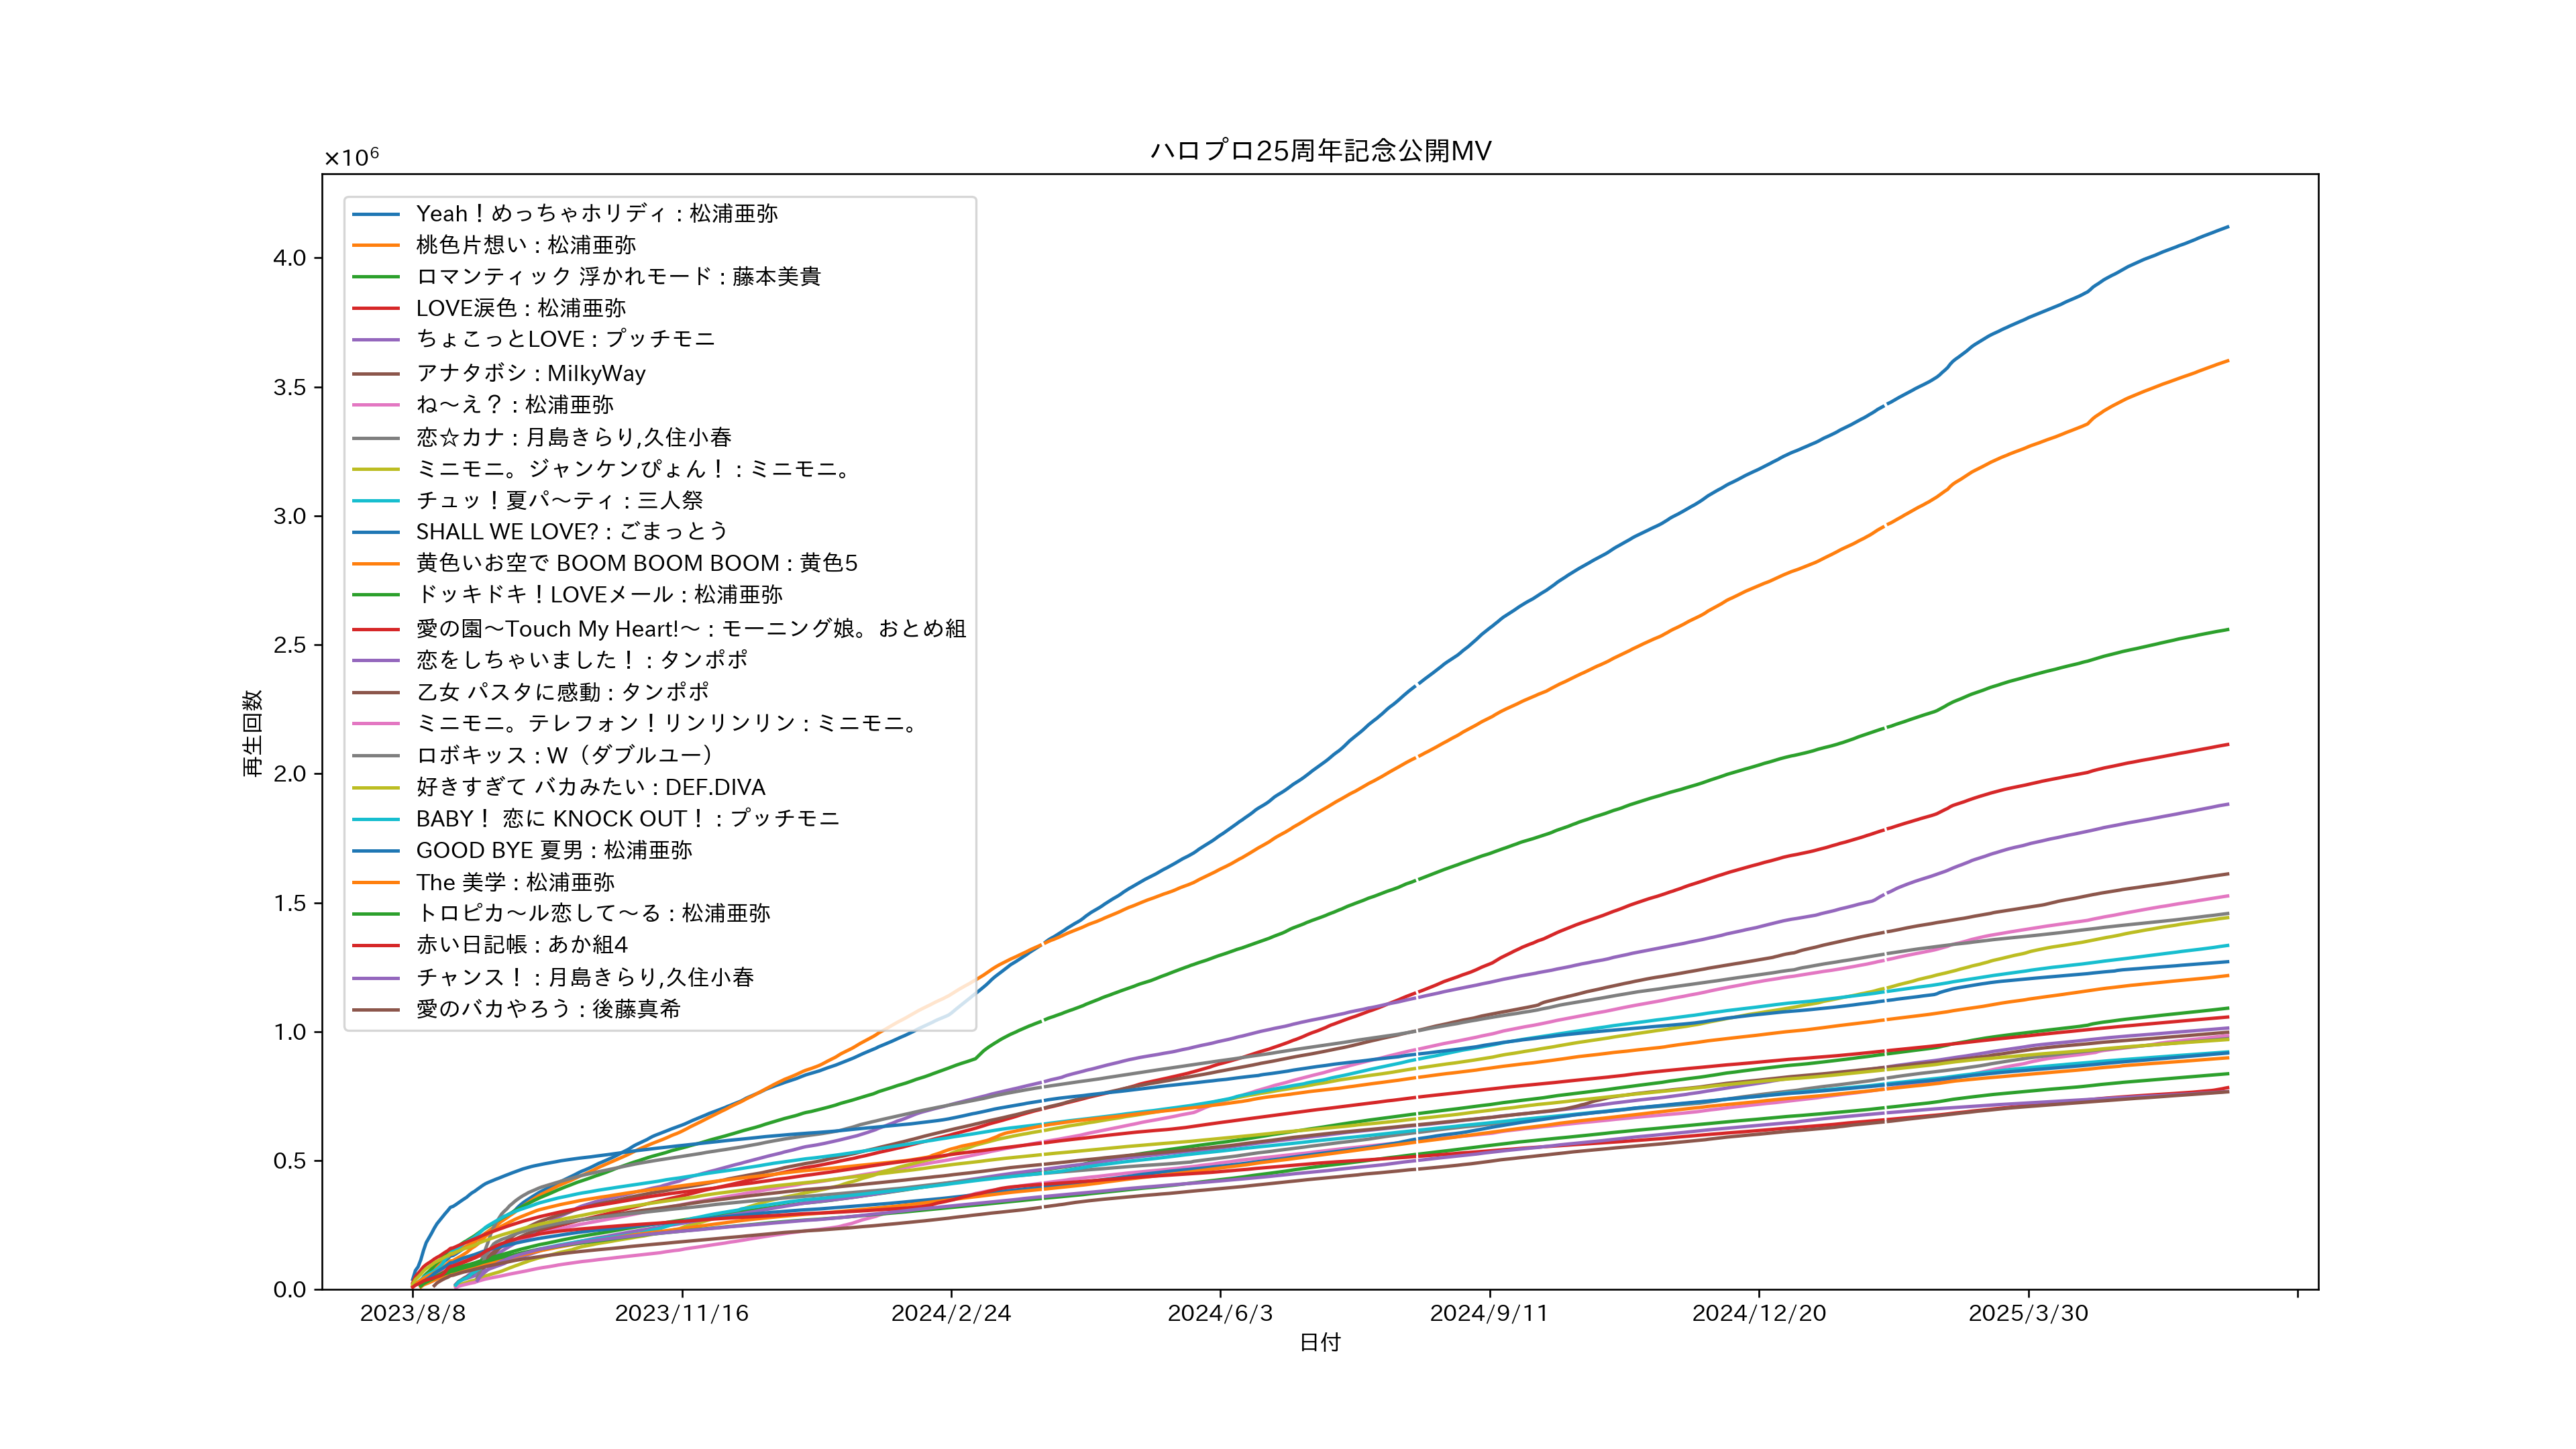 ハロプロ25周年記念公開MV
×10⁶
Yeah！めっちゃホリディ : 松浦亜弥
桃色片想い : 松浦亜弥
ロマンティック 浮かれモード : 藤本美貴
LOVE涙色 : 松浦亜弥
ちょこっとLOVE : プッチモニ
アナタボシ : MilkyWay
ね～え？ : 松浦亜弥
恋☆カナ : 月島きらり,久住小春
ミニモニ。ジャンケンぴょん！ : ミニモニ。
チュッ！夏パ～ティ : 三人祭
SHALL WE LOVE? : ごまっとう
黄色いお空で BOOM BOOM BOOM : 黄色5
ドッキドキ！LOVEメール : 松浦亜弥
愛の園～Touch My Heart!～ : モーニング娘。おとめ組
恋をしちゃいました！ : タンポポ
乙女 パスタに感動 : タンポポ
ミニモニ。テレフォン！リンリンリン : ミニモニ。
ロボキッス : W（ダブルユー）
好きすぎて バカみたい : DEF.DIVA
BABY！ 恋に KNOCK OUT！ : プッチモニ
GOOD BYE 夏男 : 松浦亜弥
The 美学 : 松浦亜弥
トロピカ～ル恋して～る : 松浦亜弥
赤い日記帳 : あか組4
チャンス！ : 月島きらり,久住小春
愛のバカやろう : 後藤真希
再生回数
4.0
3.5
3.0
2.5
2.0
1.5
1.0
0.5
0.0
2023/8/8
2023/11/16
2024/2/24
2024/6/3
2024/9/11
2024/12/20
2025/3/30
日付